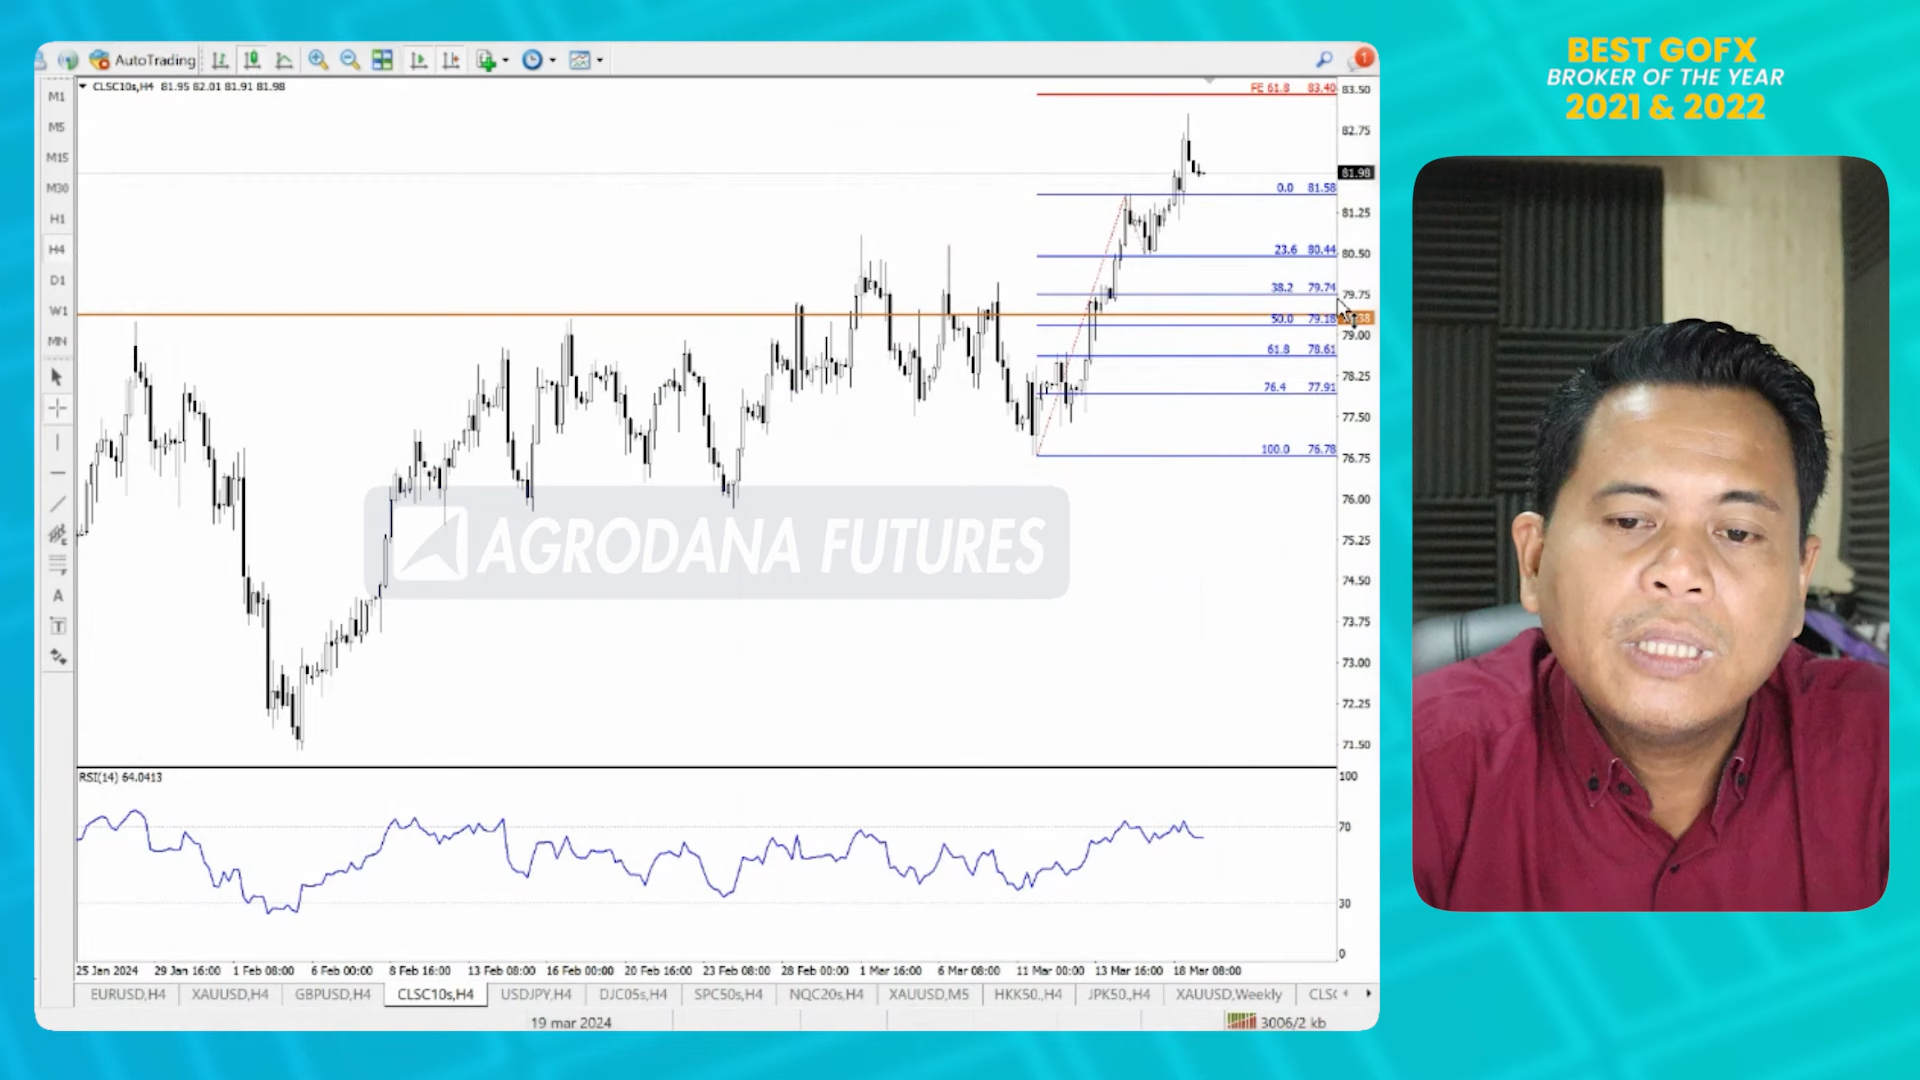 BEST GOFX
BROKER OF THE YEAR
2021 & 2022
AutoTrading
1
CLSC10s,H4 81.95 82.01 81.91 81.98
M1
M5
M15
M30
H1
H4
D1
W1
MN
A
T
FE 61.8 83.40
0.0 81.58
23.6 80.44
38.2 79.74
50.0 79.18
61.8 78.61
76.4 77.91
100.0 76.78
83.50
82.75
81.98
81.25
80.50
79.75
79.00
78.25
77.50
76.75
76.00
75.25
74.50
73.75
73.00
72.25
71.50
AGRODANA FUTURES
RSI(14) 64.0413
100
70
30
0
25 Jan 2024 29 Jan 16:00 1 Feb 08:00 6 Feb 00:00 8 Feb 16:00 13 Feb 08:00 16 Feb 00:00 20 Feb 16:00 23 Feb 08:00 28 Feb 00:00 1 Mar 16:00 6 Mar 08:00 11 Mar 00:00 13 Mar 16:00 18 Mar 08:00
EURUSD,H4 XAUUSD,H4 GBPUSD,H4 CLSC10s,H4 USDJPY,H4 DJC05s,H4 SPC50s,H4 NQC20s,H4 XAUUSD,M5 HKK50.,H4 JPK50.,H4 XAUUSD,Weekly CLSC
19 mar 2024
3006/2 kb